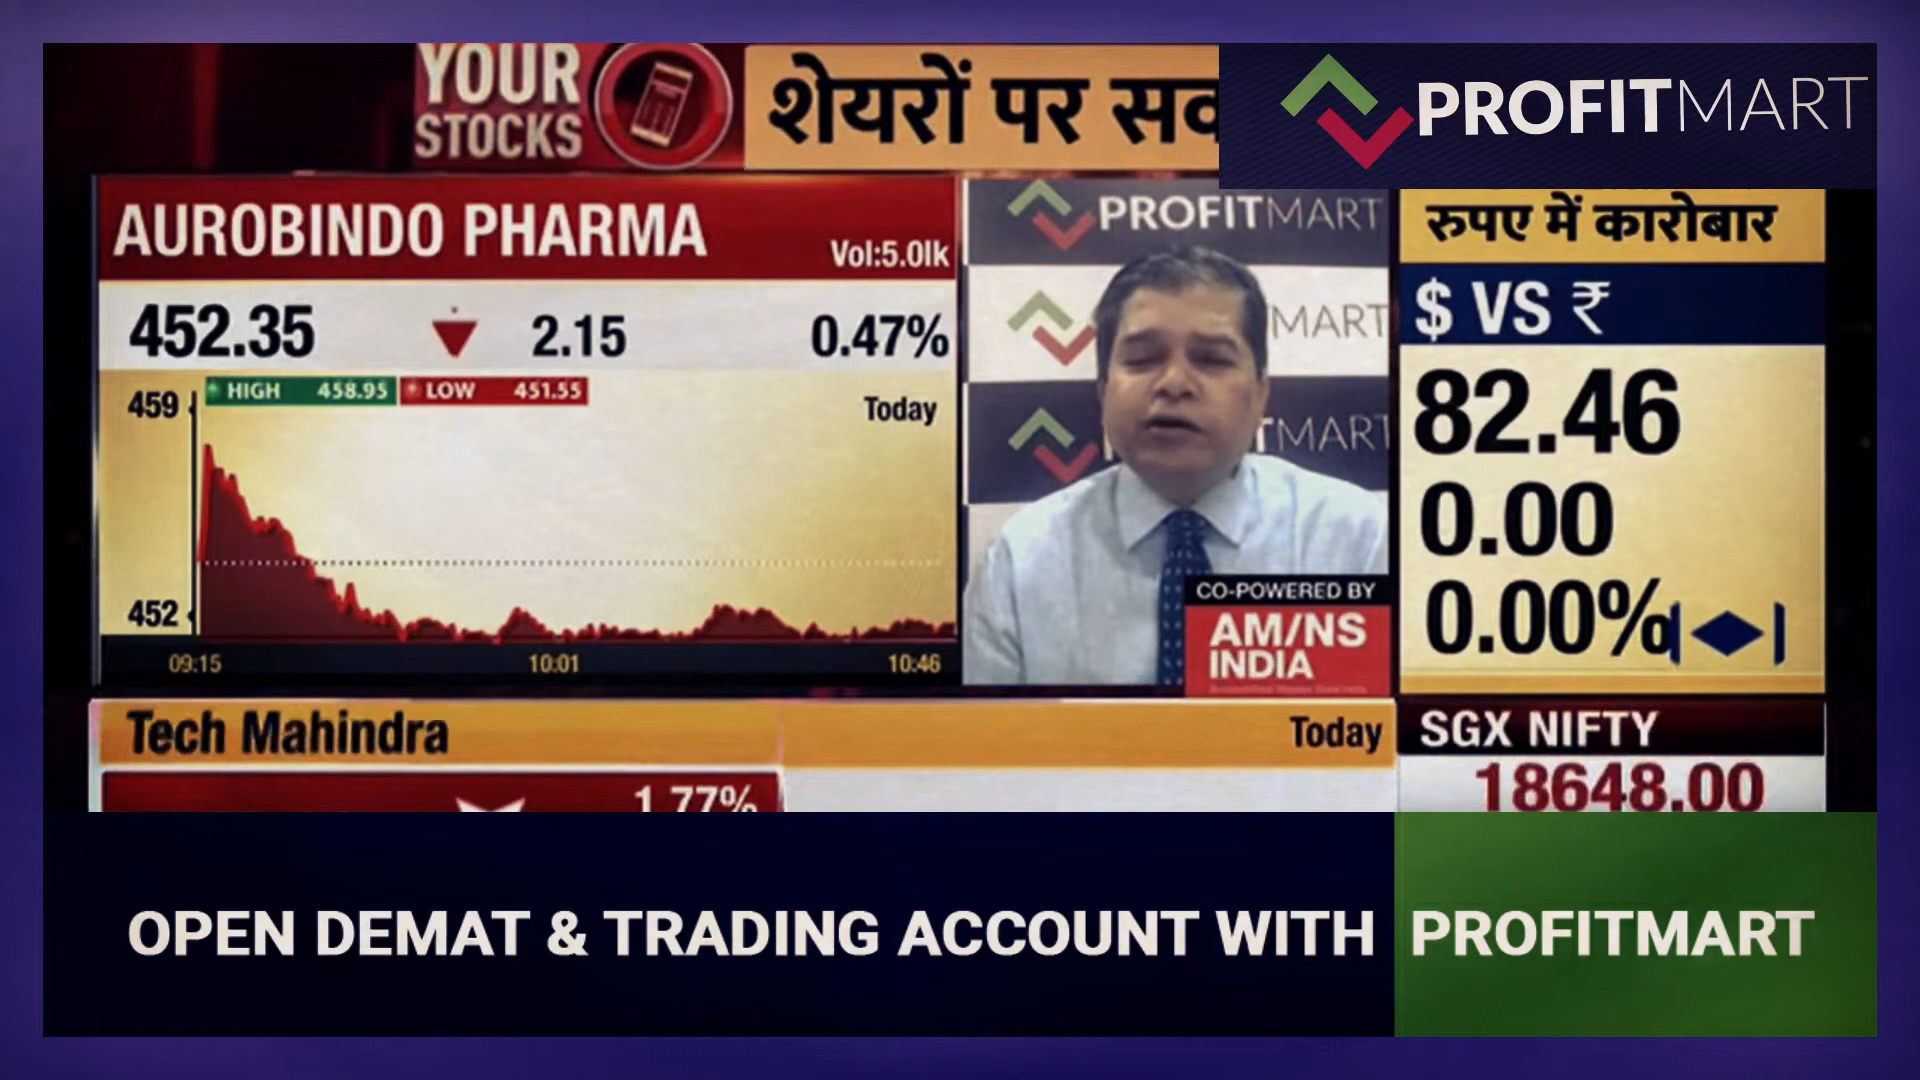 YOUR
STOCKS
शेयरों पर
PROFITMART
AUROBINDO PHARMA
Vol:5.0lk
452.35 2.15 0.47%
HIGH 458.95 LOW 451.55
Today
459
452
09:15 10:01 10:46
PROFITMART
MART
MART
CO-POWERED BY
AM/NS
INDIA
रुपए में कारोबार
$ VS ₹
82.46
0.00
0.00%
Tech Mahindra
Today
1.77%
SGX NIFTY
18648.00
OPEN DEMAT & TRADING ACCOUNT WITH PROFITMART